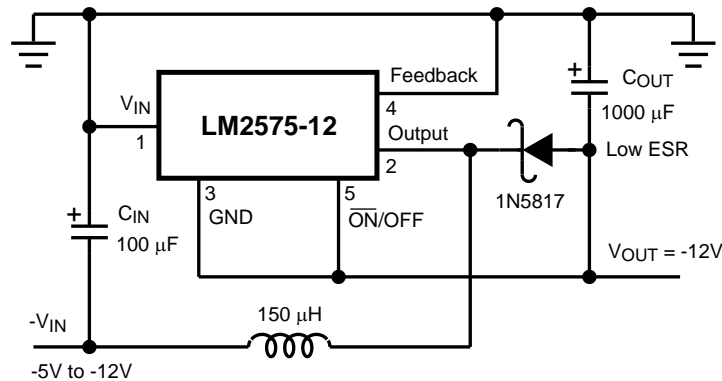 Feedback
4
VIN
1
LM2575-12
Output
2
+
COUT
1000 μF
Low ESR
1N5817
3
GND
5
ON/OFF
+
CIN
100 μF
VOUT = -12V
150 μH
-VIN
-5V to -12V